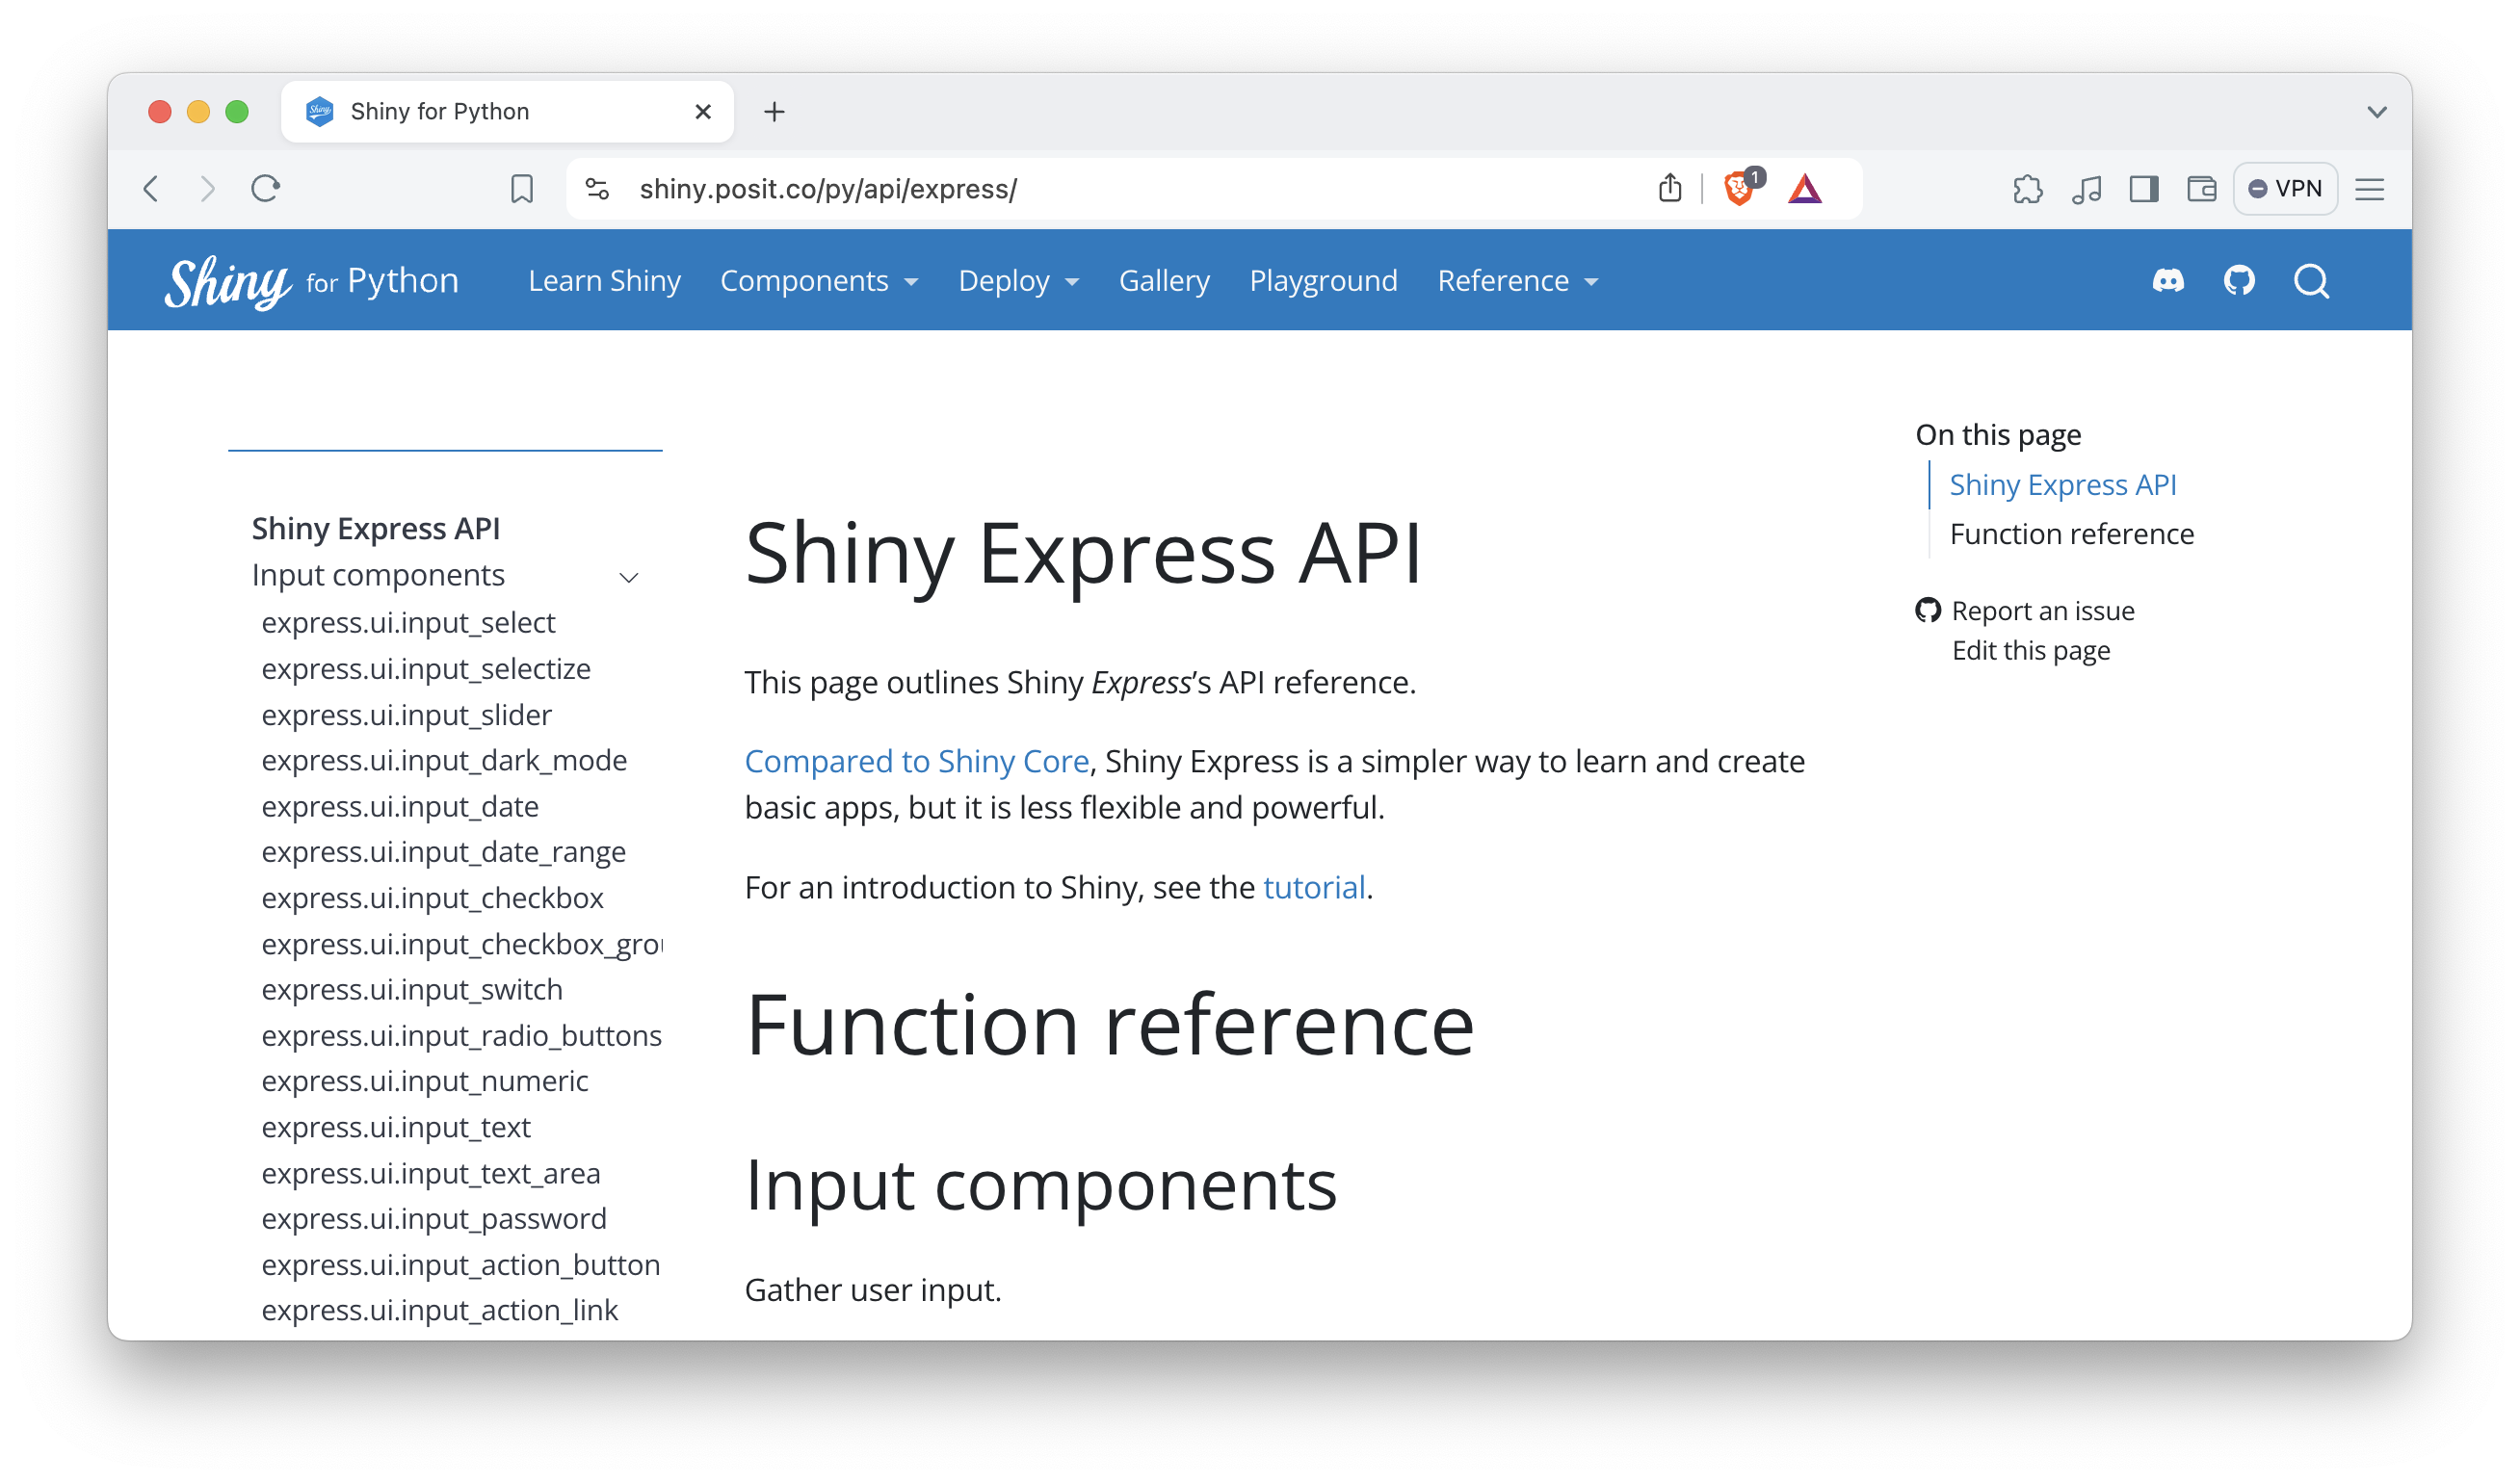 Shiny for Python
shiny.posit.co/py/api/express/
1
VPN
Shiny for Python
Learn Shiny
Components
Deploy
Gallery
Playground
Reference
Shiny Express API
Input components
express.ui.input_select
express.ui.input_selectize
express.ui.input_slider
express.ui.input_dark_mode
express.ui.input_date
express.ui.input_date_range
express.ui.input_checkbox
express.ui.input_checkbox_grou
express.ui.input_switch
express.ui.input_radio_buttons
express.ui.input_numeric
express.ui.input_text
express.ui.input_text_area
express.ui.input_password
express.ui.input_action_button
express.ui.input_action_link
Shiny Express API
This page outlines Shiny Express’s API reference.
Compared to Shiny Core, Shiny Express is a simpler way to learn and create
basic apps, but it is less flexible and powerful.
For an introduction to Shiny, see the tutorial.
Function reference
Input components
Gather user input.
On this page
Shiny Express API
Function reference
Report an issue
Edit this page